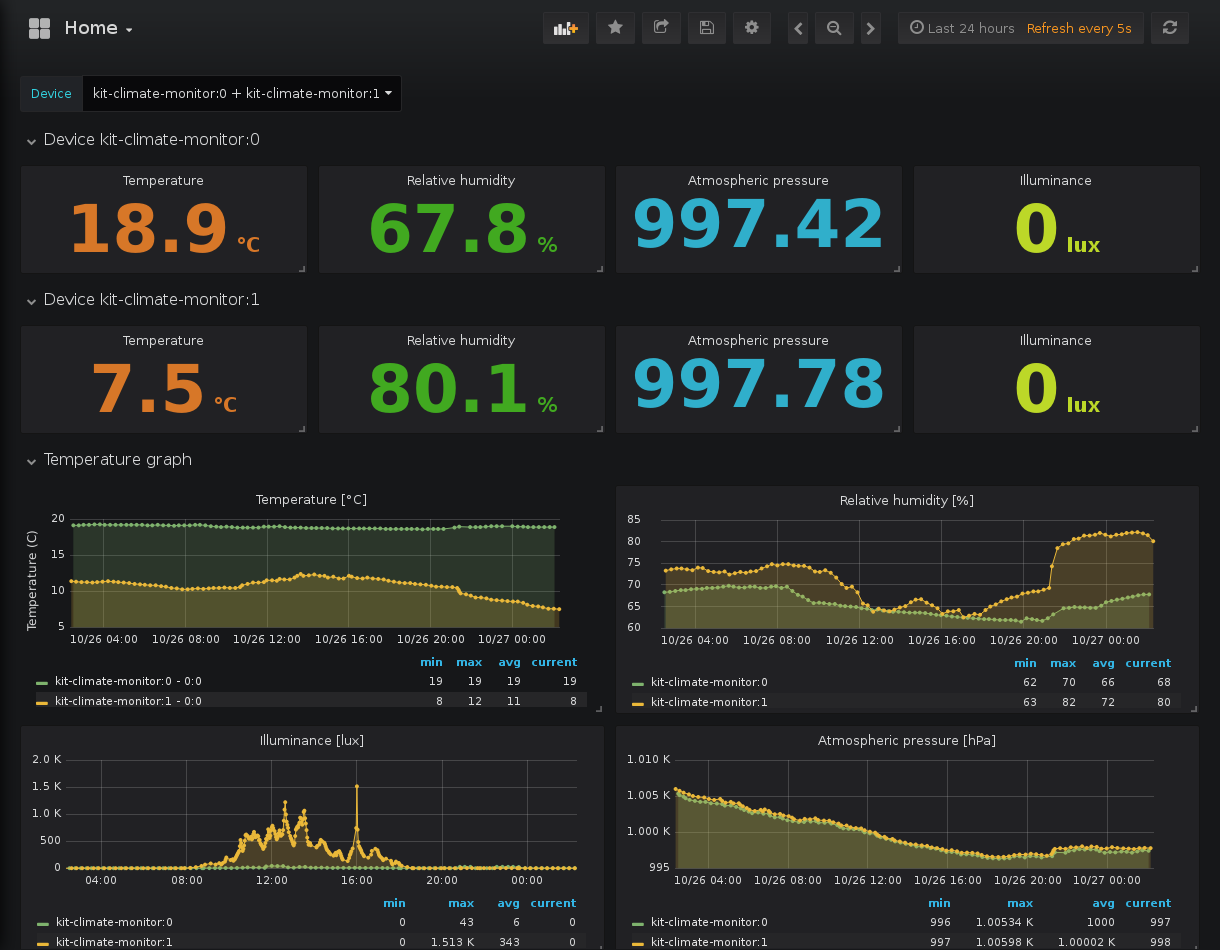 Home
Last 24 hours Refresh every 5s
Device kit-climate-monitor:0 + kit-climate-monitor:1
Device kit-climate-monitor:0
Temperature Relative humidity Atmospheric pressure Illuminance
18.9 °C 67.8 % 997.42 0 lux
Device kit-climate-monitor:1
Temperature Relative humidity Atmospheric pressure Illuminance
7.5 °C 80.1 % 997.78 0 lux
Temperature graph
Temperature [°C]
Temperature (C)
20
15
10
5
10/26 04:00 10/26 08:00 10/26 12:00 10/26 16:00 10/26 20:00 10/27 00:00
min max avg current
kit-climate-monitor:0 - 0:0 19 19 19 19
kit-climate-monitor:1 - 0:0 8 12 11 8
Relative humidity [%]
85
80
75
70
65
60
10/26 04:00 10/26 08:00 10/26 12:00 10/26 16:00 10/26 20:00 10/27 00:00
min max avg current
kit-climate-monitor:0 62 70 66 68
kit-climate-monitor:1 63 82 72 80
Illuminance [lux]
2.0 K
1.5 K
1.0 K
500
0
04:00 08:00 12:00 16:00 20:00 00:00
min max avg current
kit-climate-monitor:0 0 43 6 0
kit-climate-monitor:1 0 1.513 K 343 0
Atmospheric pressure [hPa]
1.010 K
1.005 K
1.000 K
995
10/26 04:00 10/26 08:00 10/26 12:00 10/26 16:00 10/26 20:00 10/27 00:00
min max avg current
kit-climate-monitor:0 996 1.00534 K 1000 997
kit-climate-monitor:1 997 1.00598 K 1.00002 K 998